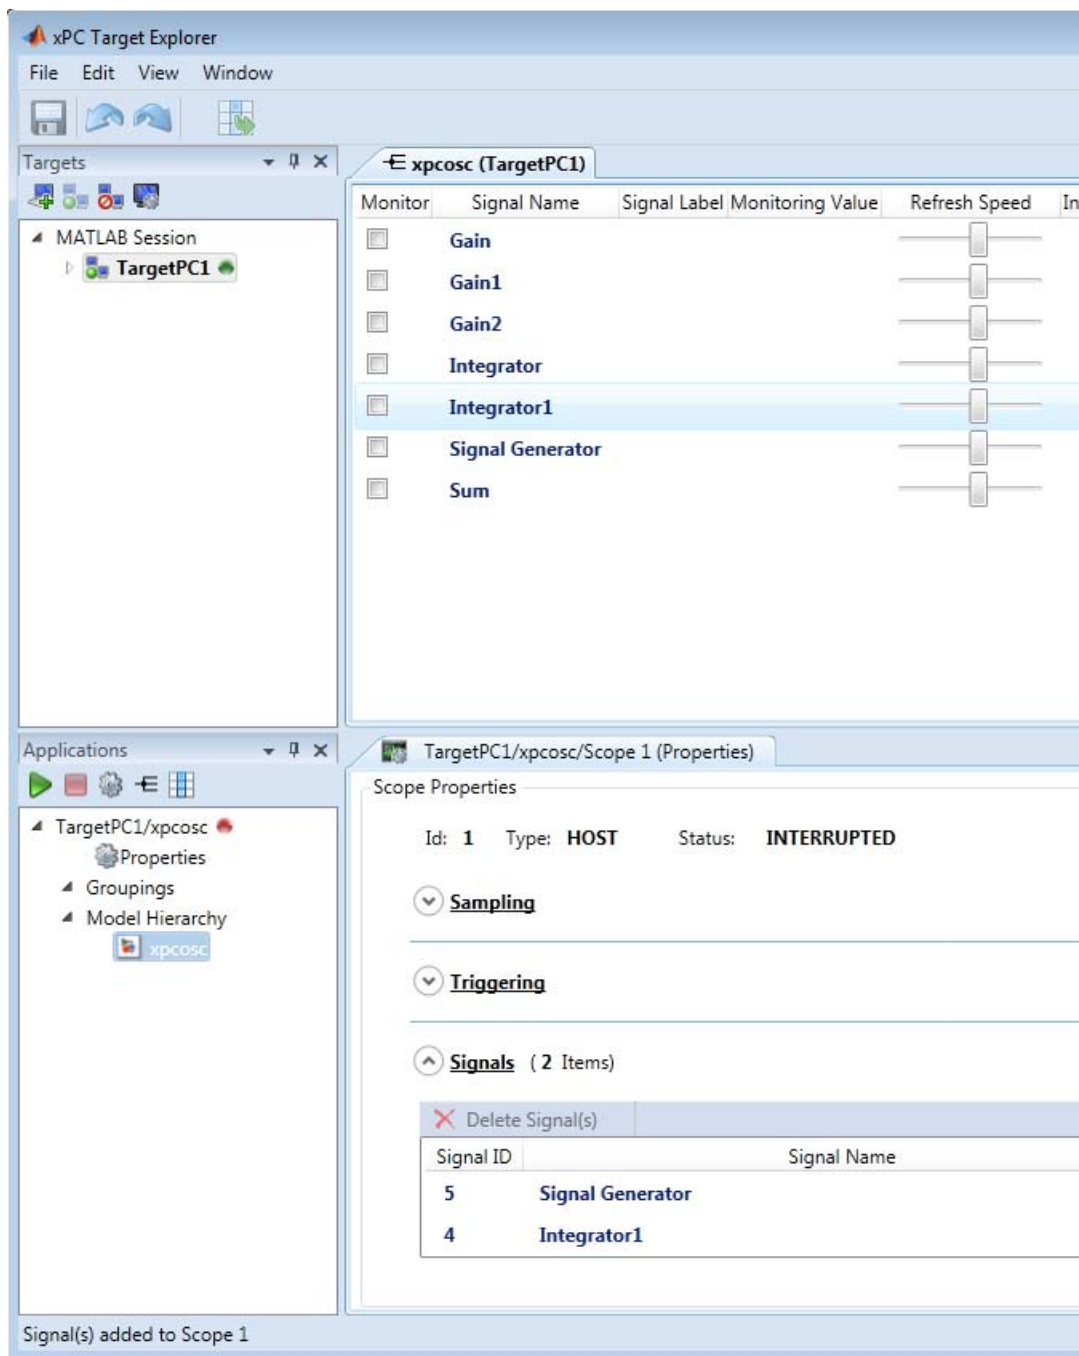 xPC Target Explorer
File Edit View Window
Targets
MATLAB Session
TargetPC1
xpcosc (TargetPC1)
Monitor Signal Name Signal Label Monitoring Value Refresh Speed In
Gain
Gain1
Gain2
Integrator
Integrator1
Signal Generator
Sum
Applications
TargetPC1/xpcosc
Properties
Groupings
Model Hierarchy
xpcosc
TargetPC1/xpcosc/Scope 1 (Properties)
Scope Properties
Id: 1 Type: HOST Status: INTERRUPTED
Sampling
Triggering
Signals ( 2 Items)
Delete Signal(s)
Signal ID Signal Name
5 Signal Generator
4 Integrator1
Signal(s) added to Scope 1